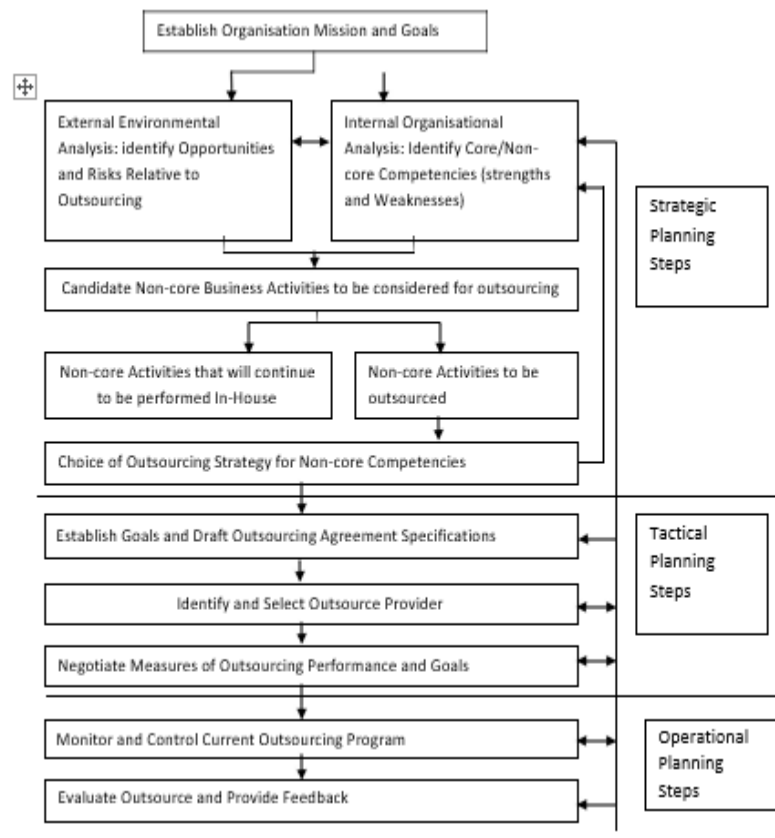 Establish Organisation Mission and Goals
External Environmental
Analysis: identify Opportunities
and Risks Relative to
Outsourcing
Internal Organisational
Analysis: Identify Core/Non-
core Competencies (strengths
and Weaknesses)
Strategic
Planning
Steps
Candidate Non-core Business Activities to be considered for outsourcing
Non-core Activities that will continue
to be performed In-House
Non-core Activities to be
outsourced
Choice of Outsourcing Strategy for Non-core Competencies
Establish Goals and Draft Outsourcing Agreement Specifications
Tactical
Planning
Steps
Identify and Select Outsource Provider
Negotiate Measures of Outsourcing Performance and Goals
Monitor and Control Current Outsourcing Program
Operational
Planning
Steps
Evaluate Outsource and Provide Feedback